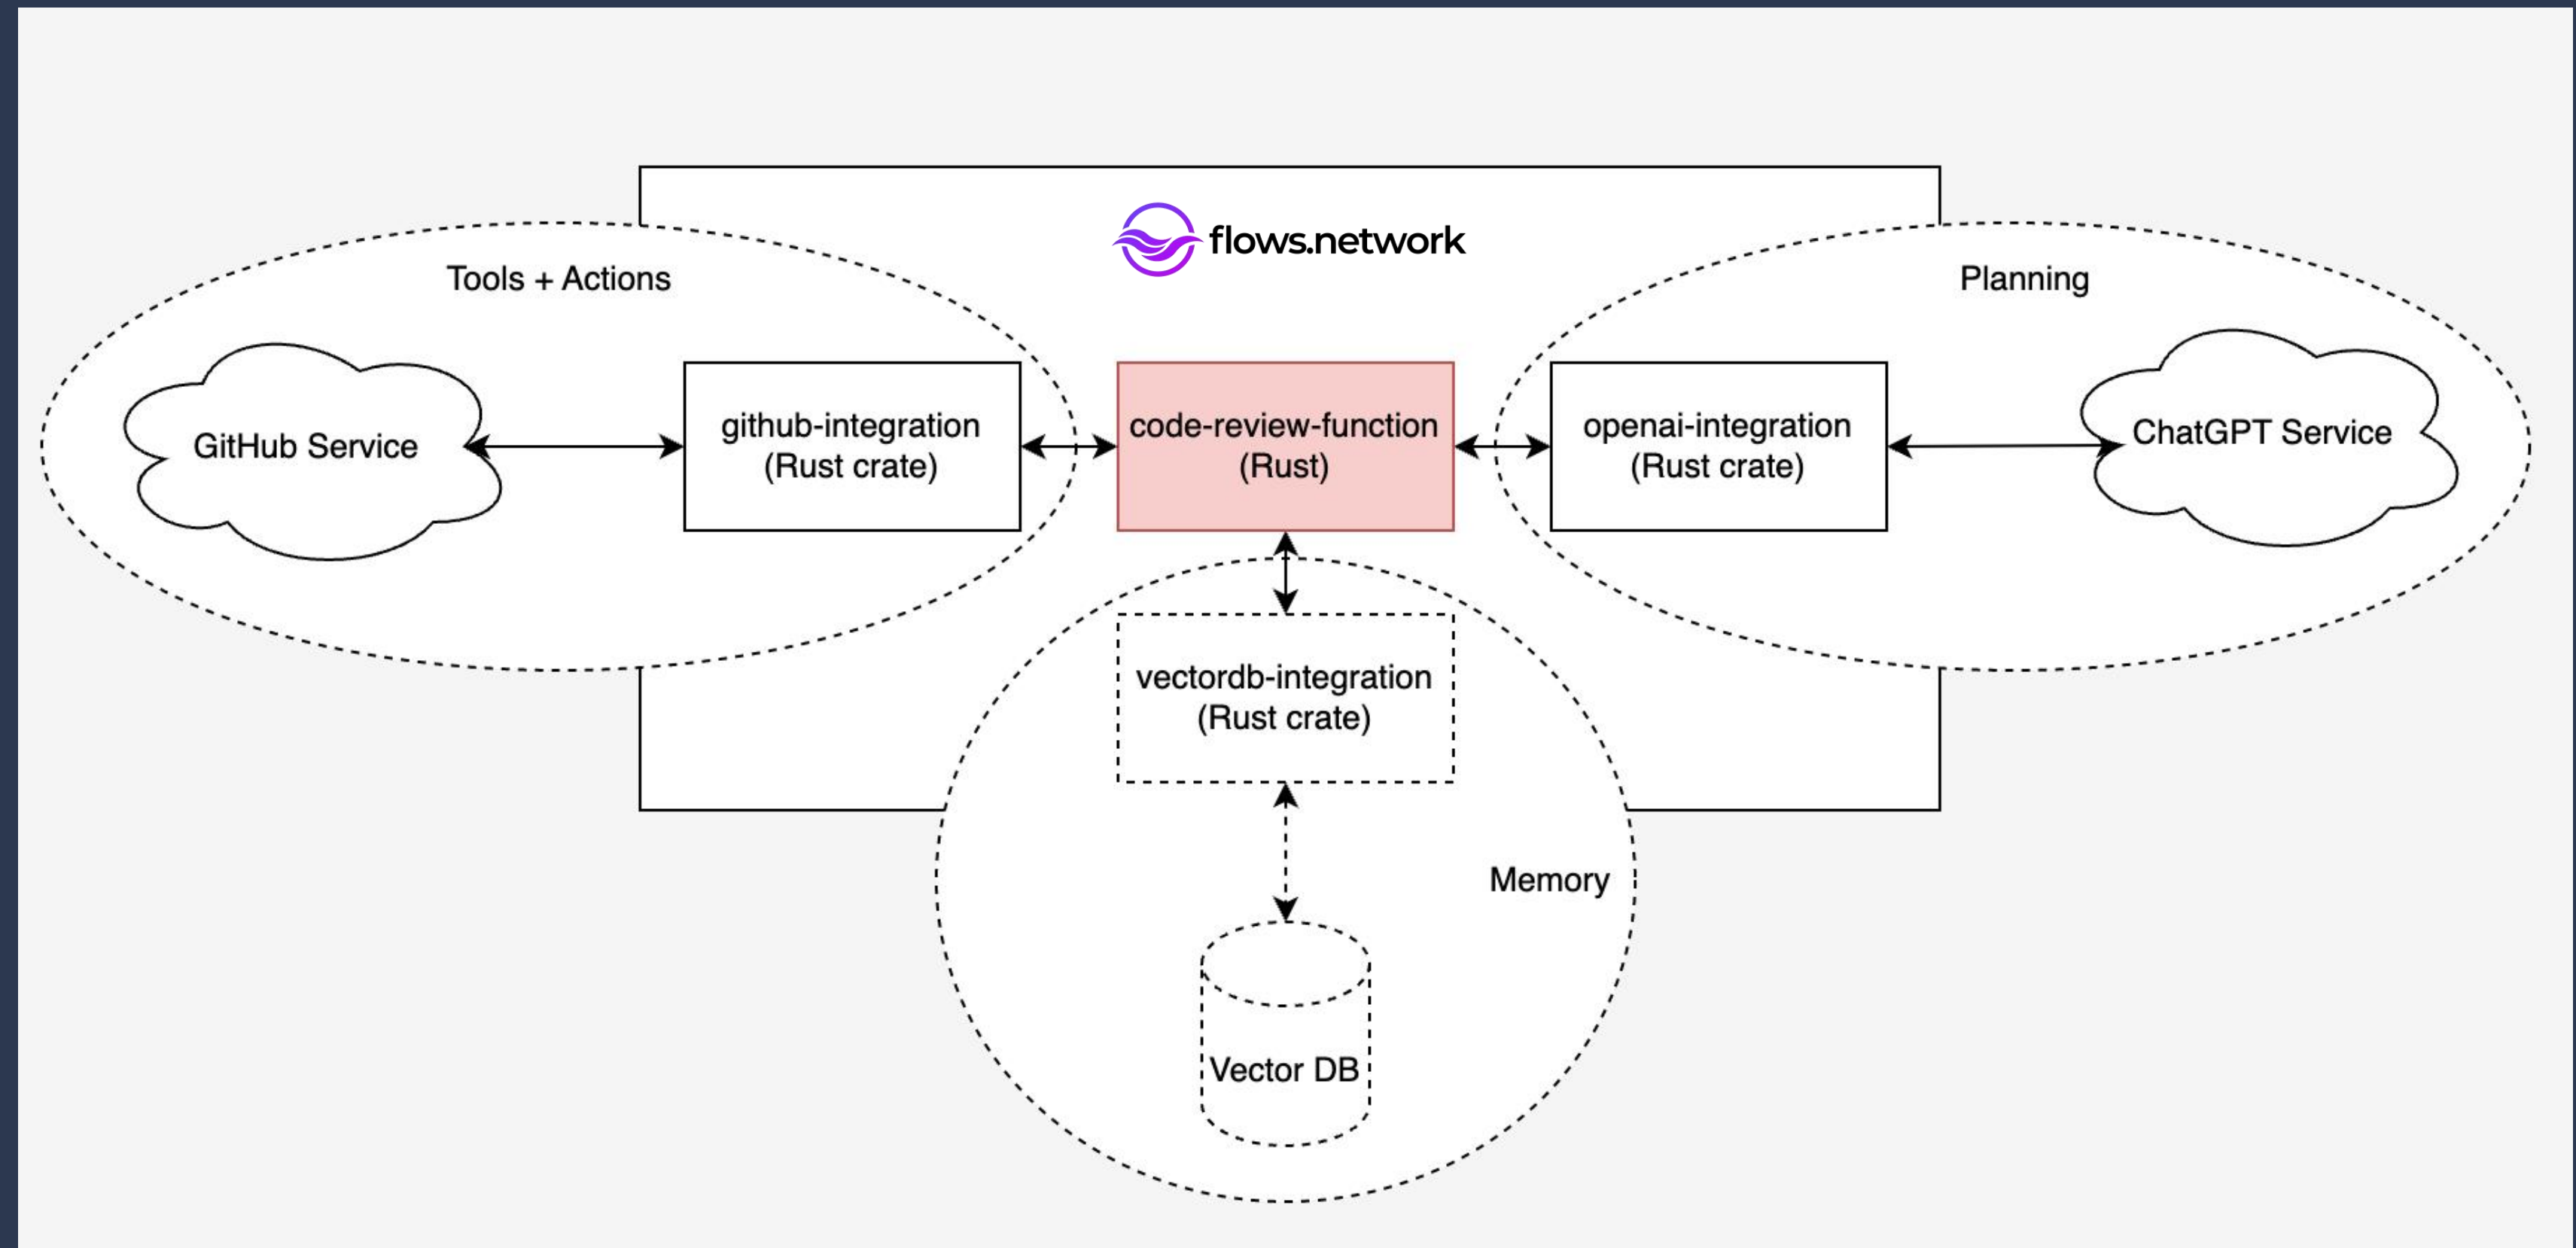 flows.network
Tools + Actions
Planning
GitHub Service
github-integration
(Rust crate)
code-review-function
(Rust)
openai-integration
(Rust crate)
ChatGPT Service
vectordb-integration
(Rust crate)
Memory
Vector DB